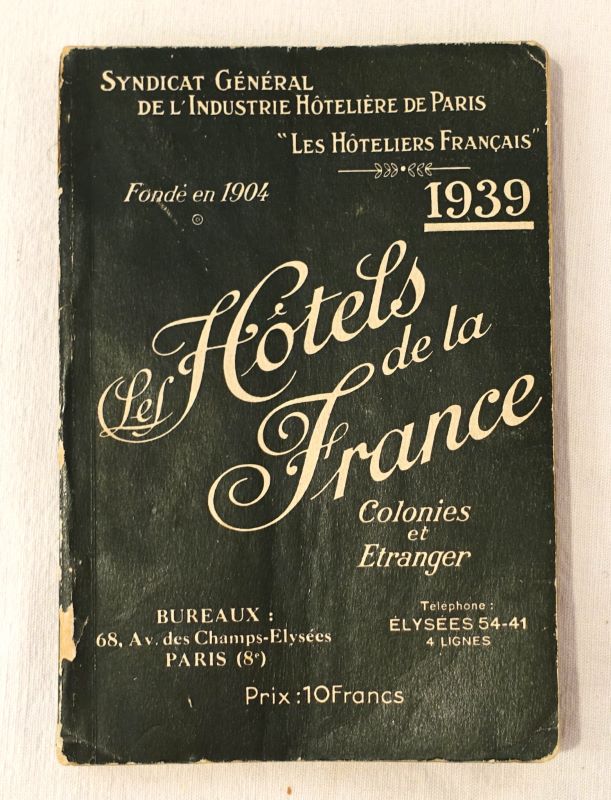 SYNDICAT GÉNÉRAL
DE L'INDUSTRIE HÔTELIÈRE DE PARIS
"LES HÔTELIERS FRANÇAIS"
Fondé en 1904
1939
Les Hôtels
de la
France
Colonies
et
Etranger
BUREAUX :
68, Av. des Champs-Elysées
PARIS (8e)
Téléphone :
ÉLYSÉES 54-41
4 LIGNES
Prix : 10 Francs